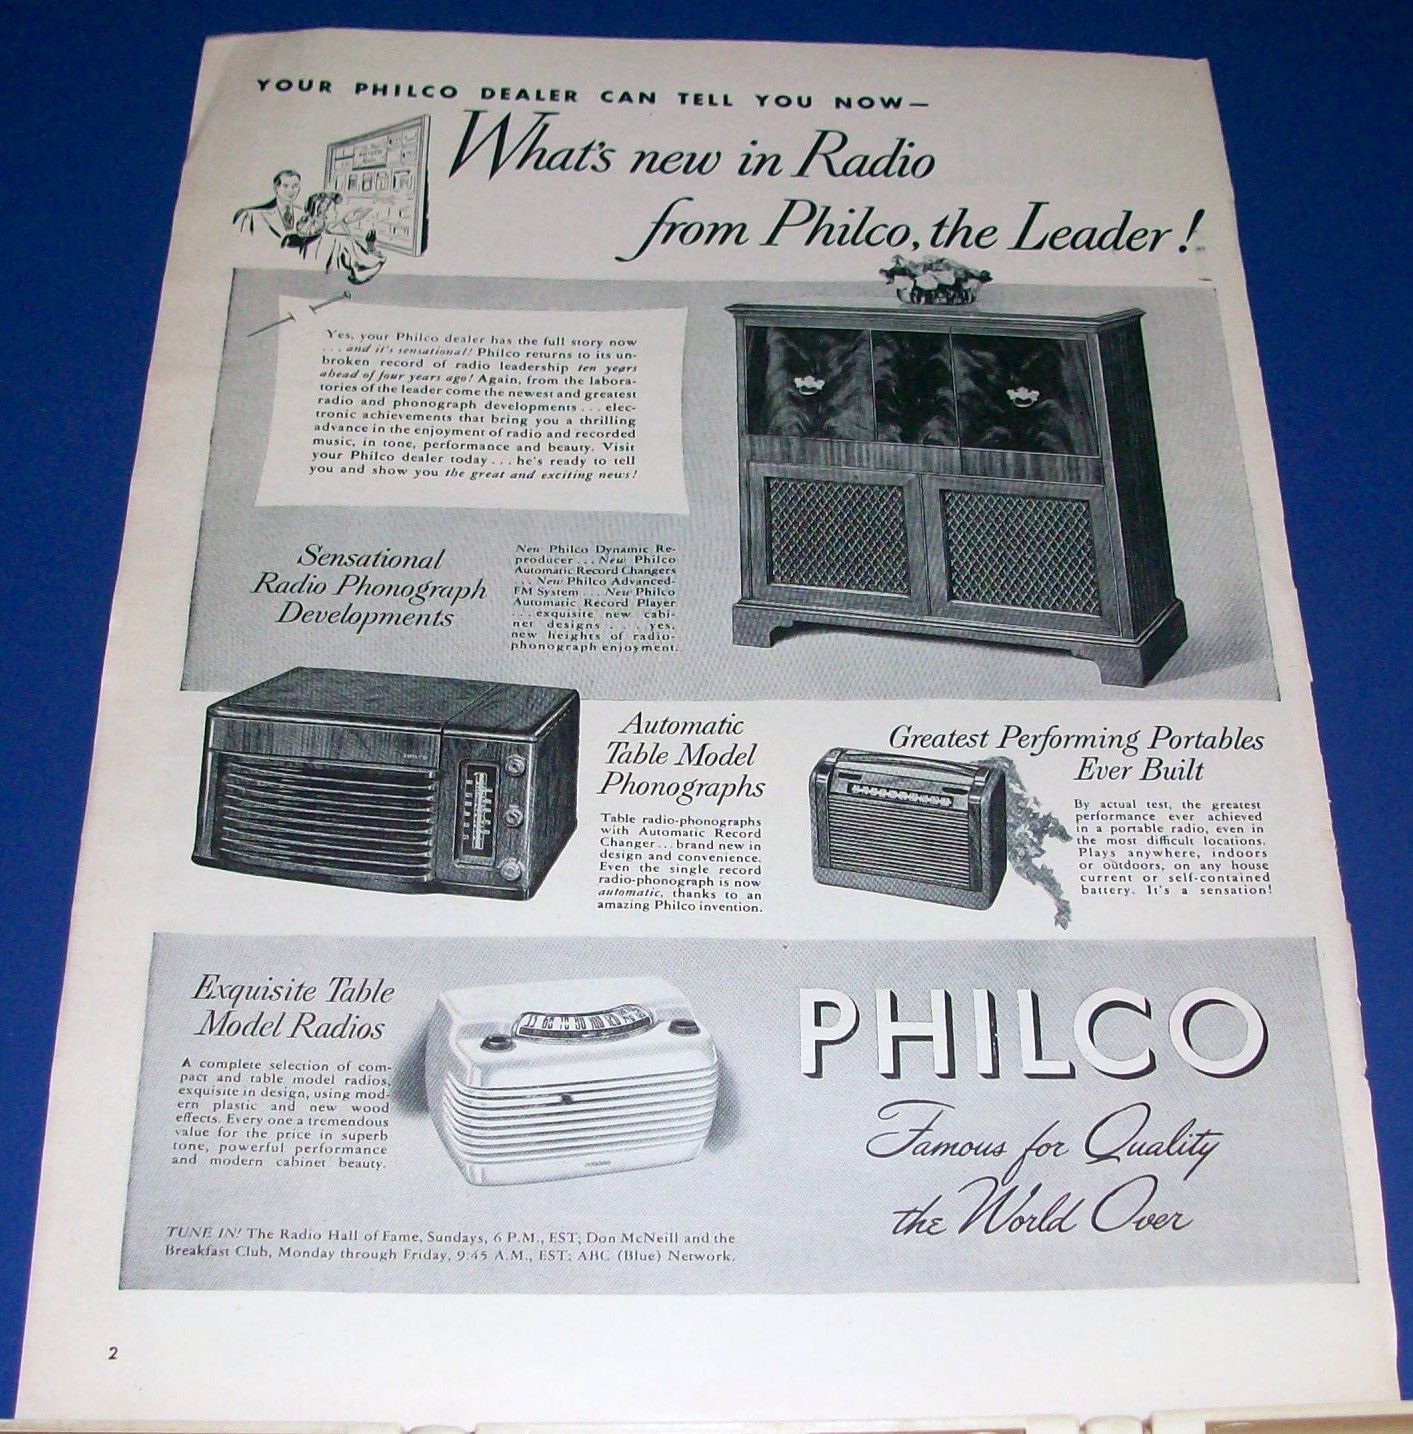 YOUR PHILCO DEALER CAN TELL YOU NOW—
What's new in Radio
from Philco, the Leader!
Yes, your Philco dealer has the full story now
. . . and it's sensational! Philco returns to its un-
broken record of radio leadership ten years
ahead of four years ago! Again, from the labora-
tories of the leader come the newest and greatest
radio and phonograph developments . . . elec-
tronic achievements that bring you a thrilling
advance in the enjoyment of radio and recorded
music, in tone, performance and beauty. Visit
your Philco dealer today . . . he's ready to tell
you and show you the great and exciting news!
Sensational
Radio Phonograph
Developments
New Philco Dynamic Re-
producer . . . New Philco
Automatic Record Changers
. . . New Philco Advanced-
FM System . . . New Philco
Automatic Record Player
. . . exquisite new cabi-
net designs . . . yes,
new heights of radio-
phonograph enjoyment.
PHILCO
Automatic
Table Model
Phonographs
Table radio-phonographs
with Automatic Record
Changer . . . brand new in
design and convenience.
Even the single record
radio-phonograph is now
automatic, thanks to an
amazing Philco invention.
Greatest Performing Portables
Ever Built
By actual test, the greatest
performance ever achieved
in a portable radio, even in
the most difficult locations.
Plays anywhere, indoors
or outdoors, on any house
current or self-contained
battery. It's a sensation!
Exquisite Table
Model Radios
A complete selection of com-
pact and table model radios,
exquisite in design, using mod-
ern plastic and new wood
effects. Every one a tremendous
value for the price in superb
tone, powerful performance
and modern cabinet beauty.
PHILCO
Famous for Quality
the World Over
TUNE IN! The Radio Hall of Fame, Sundays, 6 P.M., EST; Don McNeill and the
Breakfast Club, Monday through Friday, 9:45 A.M., EST; ABC (Blue) Network.
2